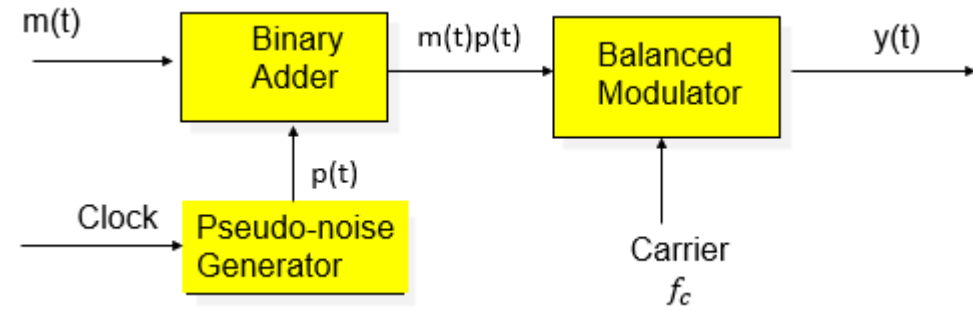 m(t)
Binary
Adder
m(t)p(t)
Balanced
Modulator
y(t)
p(t)
Clock
Pseudo-noise
Generator
Carrier
fc